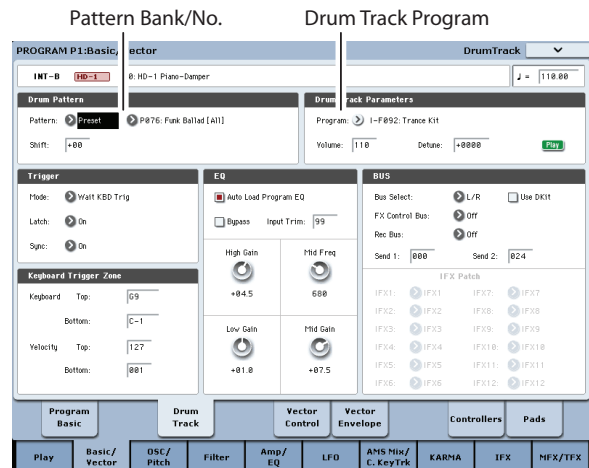 Pattern Bank/No. Drum Track Program
PROGRAM P1:Basic/ ector DrumTrack
INT-B HD-1 0: HD-1 Piano-Damper ♩ = 110.00
Drum Pattern
Pattern: Preset P076: Funk Ballad [All]
Shift: +00
Drum Track Parameters
Program: I-F092: Trance Kit
Volume: 110 Detune: +0000 Play
Trigger
Mode: Wait KBD Trig
Latch: On
Sync: On
Keyboard Trigger Zone
Keyboard Top: G9
Bottom: C-1
Velocity Top: 127
Bottom: 001
EQ
Auto Load Program EQ
Bypass Input Trim: 99
High Gain Mid Freq
+04.5 680
Low Gain Mid Gain
+01.0 +07.5
BUS
Bus Select: L/R Use DKit
FX Control Bus: Off
Rec Bus: Off
Send 1: 000 Send 2: 024
IFX Patch
IFX1: IFX1 IFX7: IFX7
IFX2: IFX2 IFX8: IFX8
IFX3: IFX3 IFX9: IFX9
IFX4: IFX4 IFX10: IFX10
IFX5: IFX5 IFX11: IFX11
IFX6: IFX6 IFX12: IFX12
Program Basic Drum Track Vector Control Vector Envelope Controllers Pads
Play Basic/ Vector OSC/ Pitch Filter Amp/ EQ LFO AMS Mix/ C. KeyTrk KARMA IFX MFX/TFX